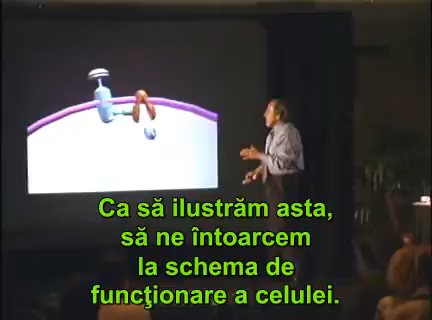 Ca să ilustrăm asta,
să ne întoarcem
la schema de
funcţionare a celulei.